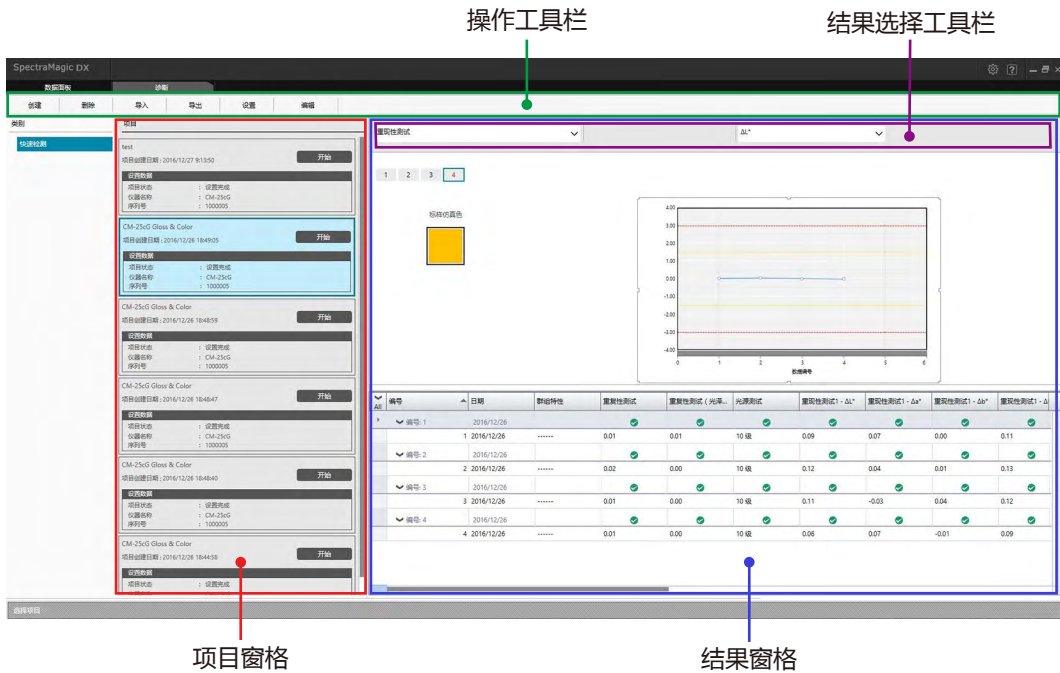 操作工具栏
结果选择工具栏
SpectraMagic DX
数据面板 诊断
创建 删除 导入 导出 设置 编辑
类别
快速检测
项目
test
项目创建日期 : 2016/12/27 9:13:50
开始
设置数据
项目状态 : 设置完成
仪器名称 : CM-25cG
序列号 : 1000005
CM-25cG Gloss & Color
项目创建日期 : 2016/12/26 18:49:05
开始
设置数据
项目状态 : 设置完成
仪器名称 : CM-25cG
序列号 : 1000005
CM-25cG Gloss & Color
项目创建日期 : 2016/12/26 18:48:59
开始
设置数据
项目状态 : 设置完成
仪器名称 : CM-25cG
序列号 : 1000005
CM-25cG Gloss & Color
项目创建日期 : 2016/12/26 18:48:47
开始
设置数据
项目状态 : 设置完成
仪器名称 : CM-25cG
序列号 : 1000005
CM-25cG Gloss & Color
项目创建日期 : 2016/12/26 18:48:40
开始
设置数据
项目状态 : 设置完成
仪器名称 : CM-25cG
序列号 : 1000005
CM-25cG Gloss & Color
项目创建日期 : 2016/12/26 18:44:58
开始
设置数据
项目状态 : 设置完成
重现性测试 ΔL*
1 2 3 4
标样仿真色
4.00
3.00
2.00
1.00
0.00
-1.00
-2.00
-3.00
-4.00
0 1 2 3 4 5 6
数据编号
All 编号 日期 群组特性 重复性测试 重复性测试 ( 光泽... 光源测试 重现性测试1 - ΔL* 重现性测试1 - Δa* 重现性测试1 - Δb* 重现性测试1 - Δ
编号: 1 2016/12/26
1 2016/12/26 ------ 0.01 0.01 10 级 0.09 0.07 0.00 0.11
编号: 2 2016/12/26
2 2016/12/26 ------ 0.02 0.00 10 级 0.12 0.04 0.01 0.13
编号: 3 2016/12/26
3 2016/12/26 ------ 0.01 0.00 10 级 0.11 -0.03 0.04 0.12
编号: 4 2016/12/26
4 2016/12/26 ------ 0.01 0.00 10 级 0.06 0.07 -0.01 0.09
选择项目
项目窗格
结果窗格